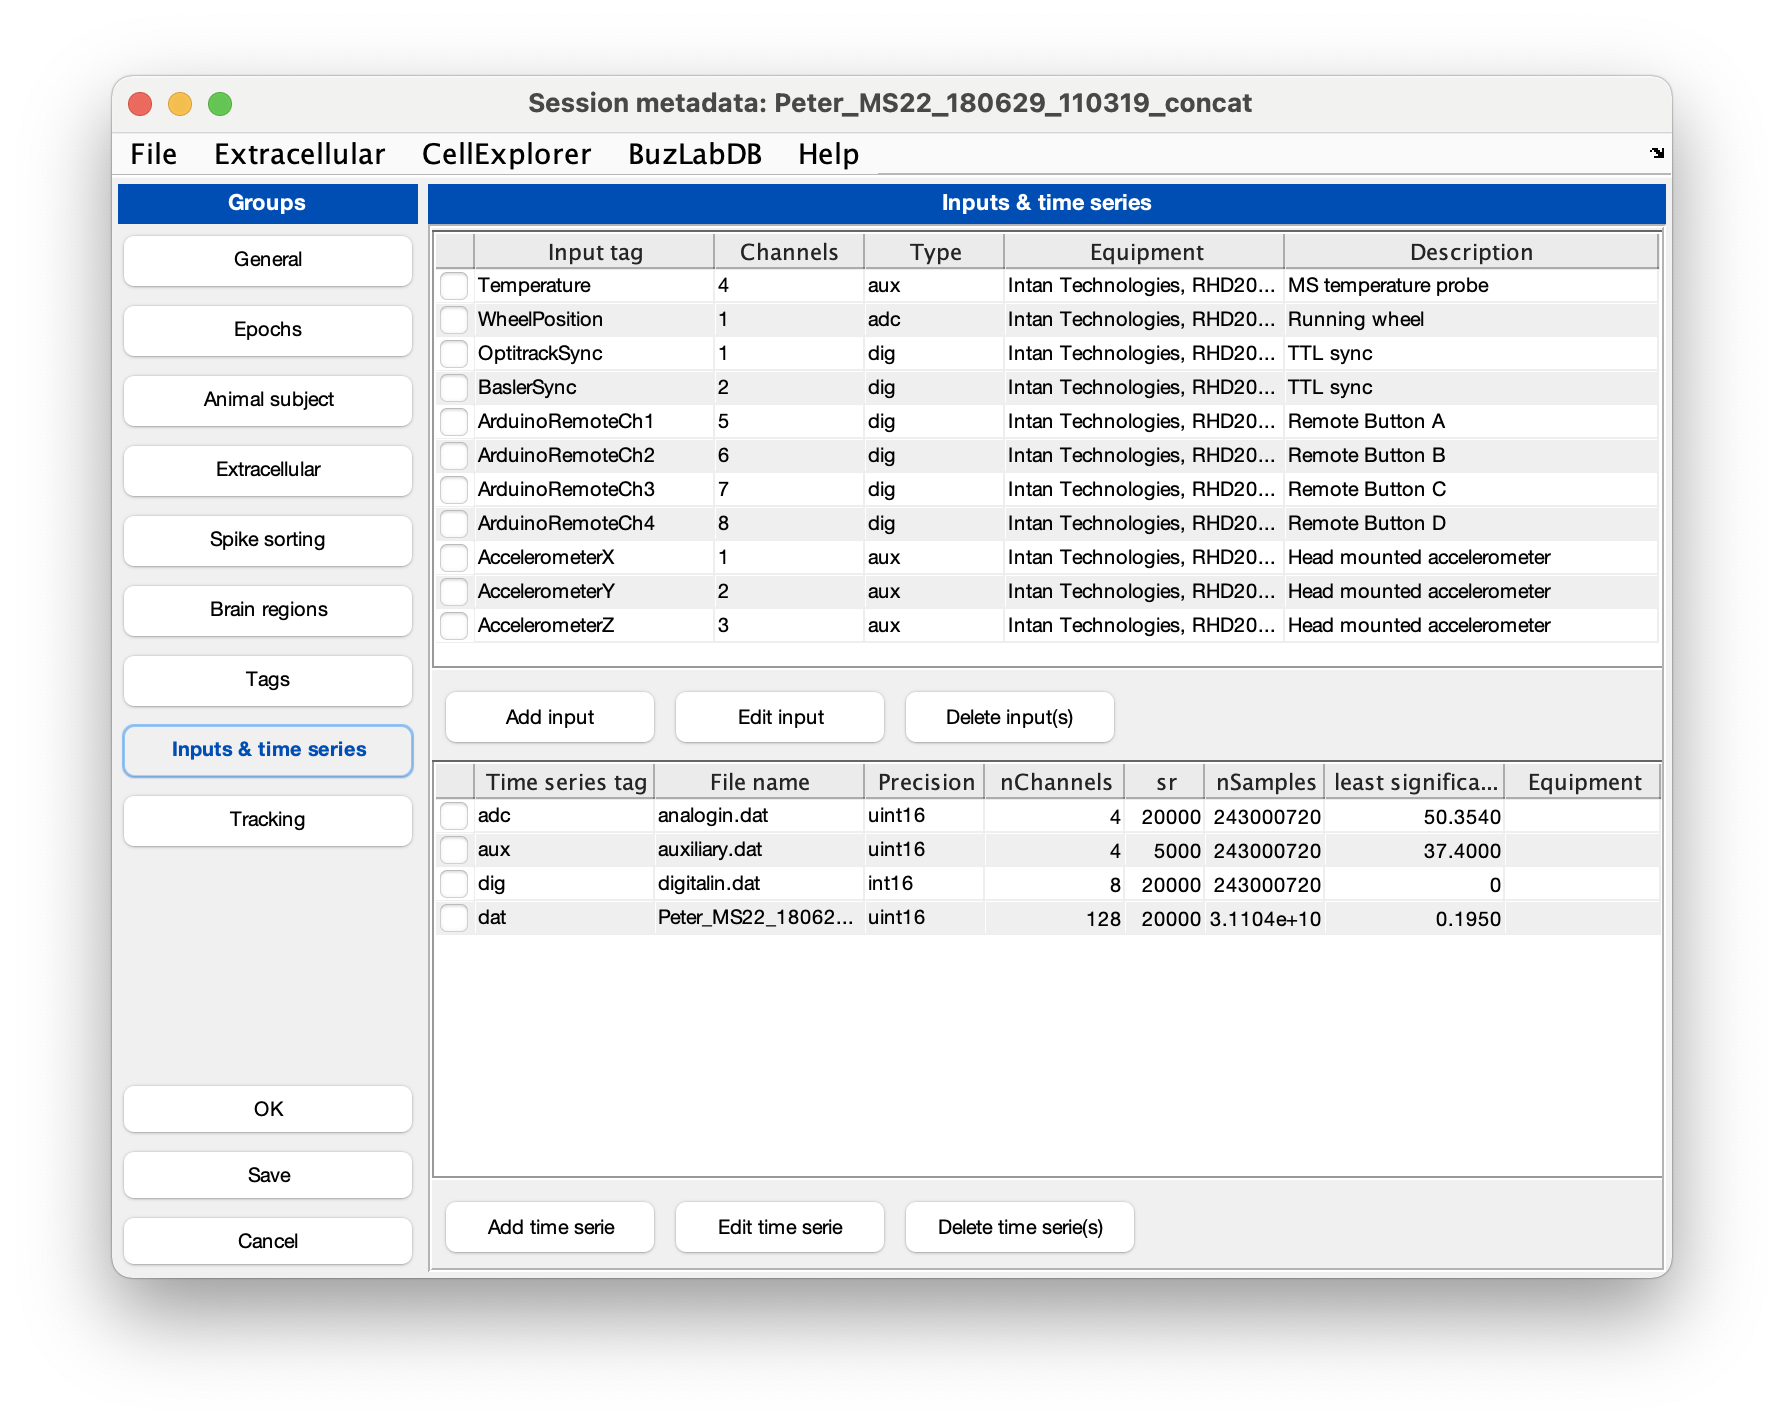 Session metadata: Peter_MS22_180629_110319_concat
File Extracellular CellExplorer BuzLabDB Help
Groups
General
Epochs
Animal subject
Extracellular
Spike sorting
Brain regions
Tags
Inputs & time series
Tracking
OK
Save
Cancel
Inputs & time series
Input tag Channels Type Equipment Description
Temperature 4 aux Intan Technologies, RHD20... MS temperature probe
WheelPosition 1 adc Intan Technologies, RHD20... Running wheel
OptitrackSync 1 dig Intan Technologies, RHD20... TTL sync
BaslerSync 2 dig Intan Technologies, RHD20... TTL sync
ArduinoRemoteCh1 5 dig Intan Technologies, RHD20... Remote Button A
ArduinoRemoteCh2 6 dig Intan Technologies, RHD20... Remote Button B
ArduinoRemoteCh3 7 dig Intan Technologies, RHD20... Remote Button C
ArduinoRemoteCh4 8 dig Intan Technologies, RHD20... Remote Button D
AccelerometerX 1 aux Intan Technologies, RHD20... Head mounted accelerometer
AccelerometerY 2 aux Intan Technologies, RHD20... Head mounted accelerometer
AccelerometerZ 3 aux Intan Technologies, RHD20... Head mounted accelerometer
Add input Edit input Delete input(s)
Time series tag File name Precision nChannels sr nSamples least significa... Equipment
adc analogin.dat uint16 4 20000 243000720 50.3540
aux auxiliary.dat uint16 4 5000 243000720 37.4000
dig digitalin.dat int16 8 20000 243000720 0
dat Peter_MS22_18062... uint16 128 20000 3.1104e+10 0.1950
Add time serie Edit time serie Delete time serie(s)